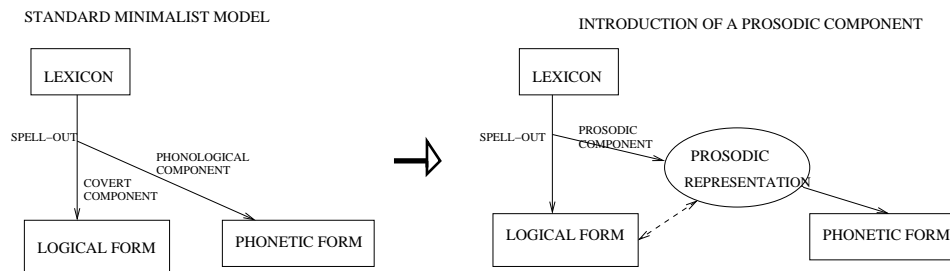 STANDARD MINIMALIST MODEL
LEXICON
SPELL-OUT
PHONOLOGICAL
COMPONENT
COVERT
COMPONENT
LOGICAL FORM
PHONETIC FORM
INTRODUCTION OF A PROSODIC COMPONENT
LEXICON
SPELL-OUT
PROSODIC
COMPONENT
PROSODIC
REPRESENTATION
LOGICAL FORM
PHONETIC FORM